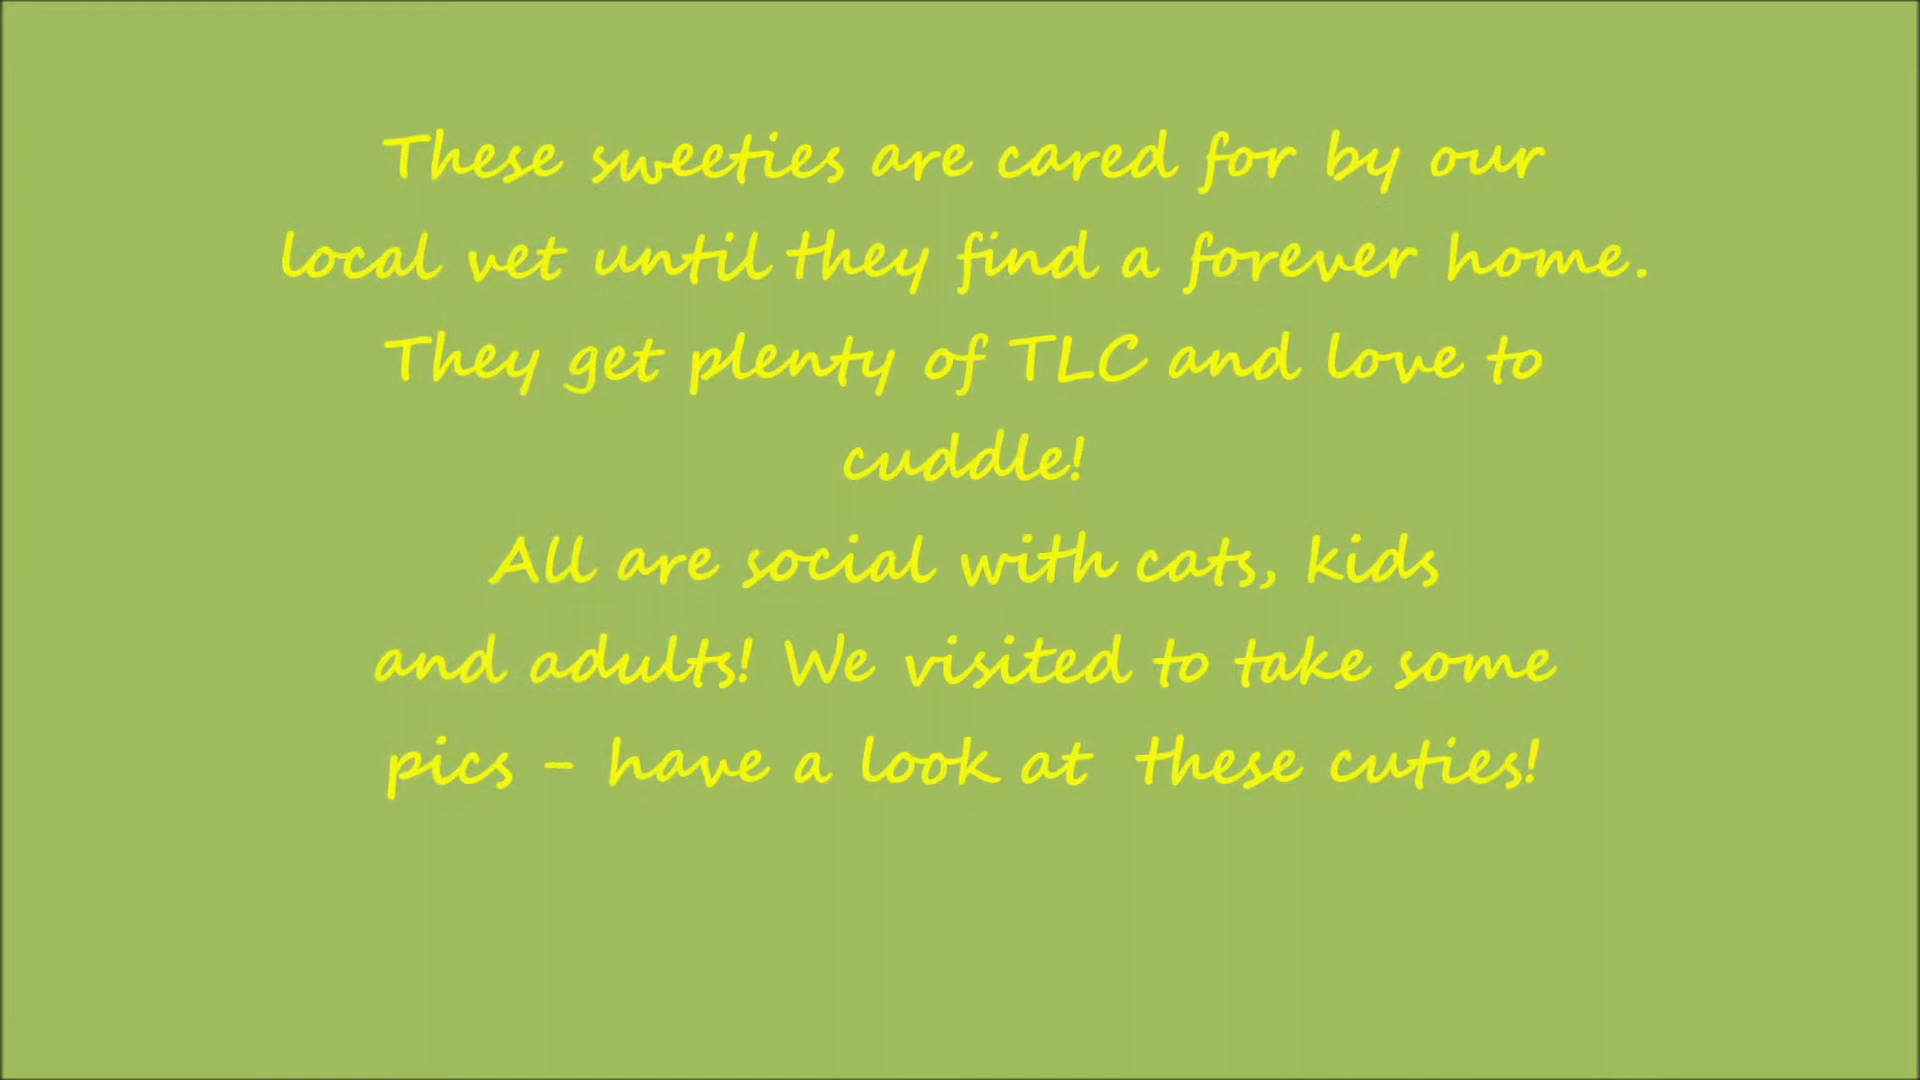 These sweeties are cared for by our
local vet until they find a forever home.
They get plenty of TLC and love to
cuddle!
All are social with cats, kids
and adults! We visited to take some
pics - have a look at  these cuties!